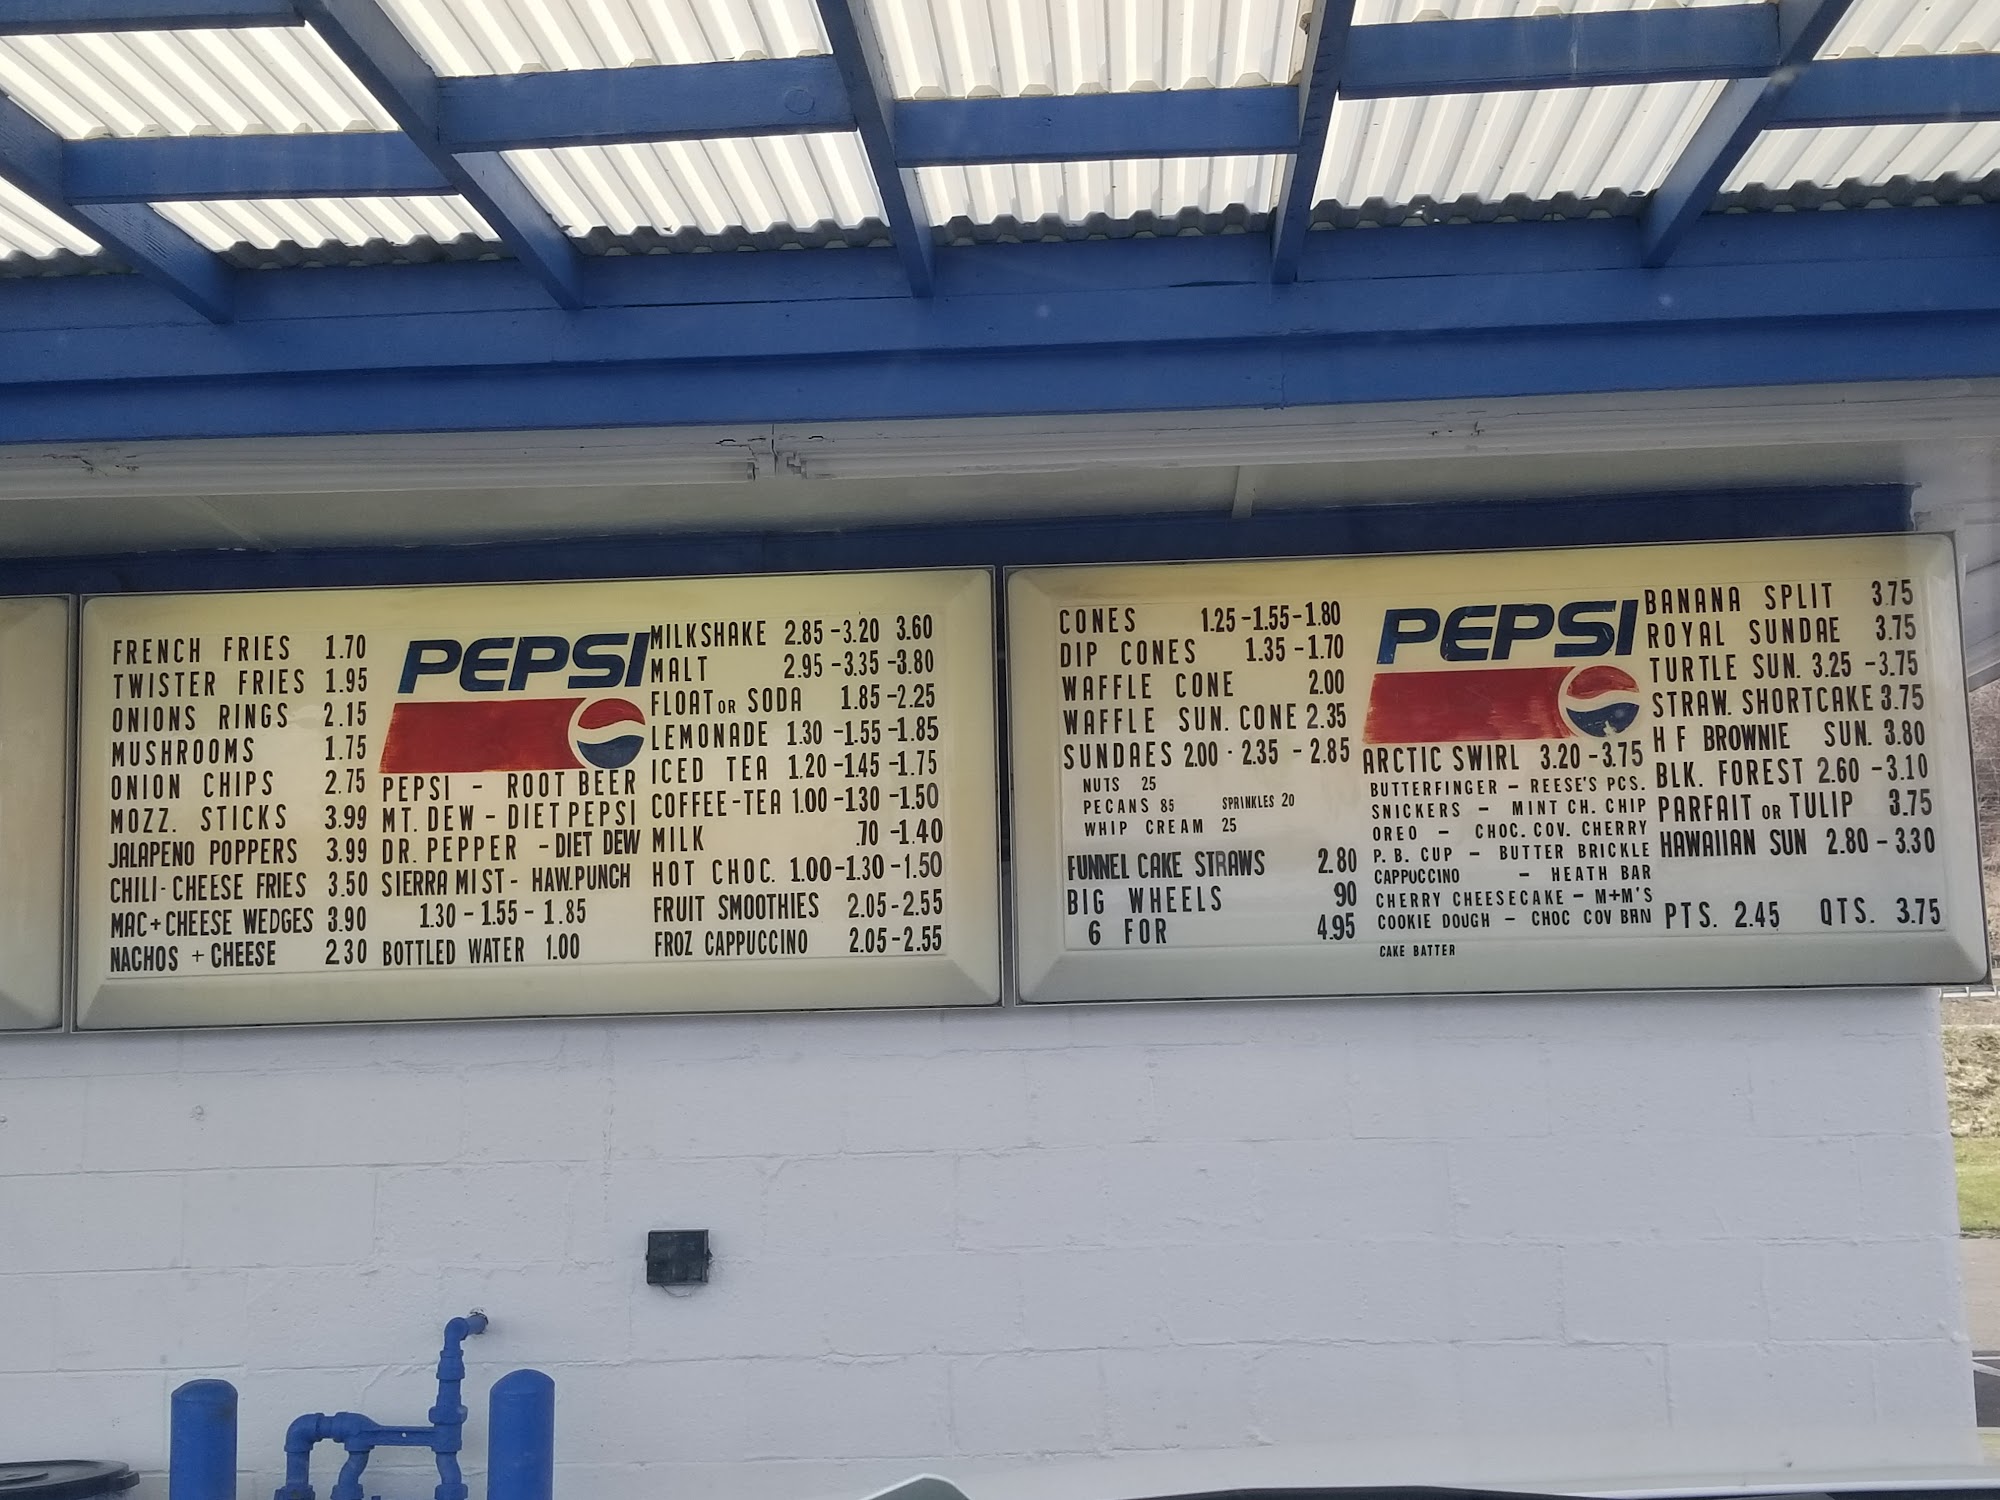 FRENCH FRIES 1.70
TWISTER FRIES 1.95
ONIONS RINGS 2.15
MUSHROOMS 1.75
ONION CHIPS 2.75
MOZZ. STICKS 3.99
JALAPENO POPPERS 3.99
CHILI-CHEESE FRIES 3.50
MAC+CHEESE WEDGES 3.90
NACHOS + CHEESE 2.30
PEPSI
PEPSI - ROOT BEER
MT. DEW - DIET PEPSI
DR. PEPPER - DIET DEW
SIERRA MIST - HAW.PUNCH
1.30 - 1.55 - 1.85
BOTTLED WATER 1.00
MILKSHAKE 2.85 -3.20 3.60
MALT 2.95 -3.35 -3.80
FLOAT OR SODA 1.85 -2.25
LEMONADE 1.30 -1.55 -1.85
ICED TEA 1.20 -1.45 -1.75
COFFEE-TEA 1.00 -1.30 -1.50
MILK .70 -1.40
HOT CHOC. 1.00-1.30 -1.50
FRUIT SMOOTHIES 2.05-2.55
FROZ CAPPUCCINO 2.05-2.55
CONES 1.25 -1.55-1.80
DIP CONES 1.35 -1.70
WAFFLE CONE 2.00
WAFFLE SUN. CONE 2.35
SUNDAES 2.00 - 2.35 - 2.85
NUTS 25
PECANS 85 SPRINKLES 20
WHIP CREAM 25
FUNNEL CAKE STRAWS 2.80
BIG WHEELS 90
6 FOR 4.95
PEPSI
ARCTIC SWIRL 3.20 -3.75
BUTTERFINGER - REESE'S PCS.
SNICKERS - MINT CH. CHIP
OREO - CHOC. COV. CHERRY
P. B. CUP - BUTTER BRICKLE
CAPPUCCINO - HEATH BAR
CHERRY CHEESECAKE - M+M'S
COOKIE DOUGH - CHOC COV BRN
CAKE BATTER
BANANA SPLIT 3.75
ROYAL SUNDAE 3.75
TURTLE SUN. 3.25 -3.75
STRAW. SHORTCAKE 3.75
H F BROWNIE SUN. 3.80
BLK. FOREST 2.60 -3.10
PARFAIT OR TULIP 3.75
HAWAIIAN SUN 2.80 - 3.30
PTS. 2.45 QTS. 3.75